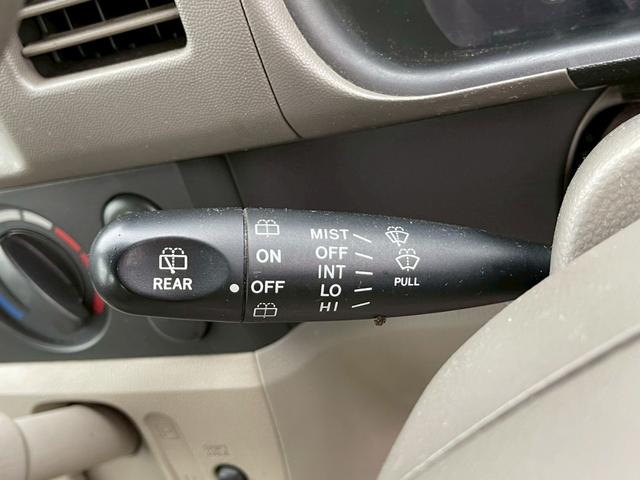 REAR
ON
OFF
MIST
OFF
INT
LO
HI
PULL